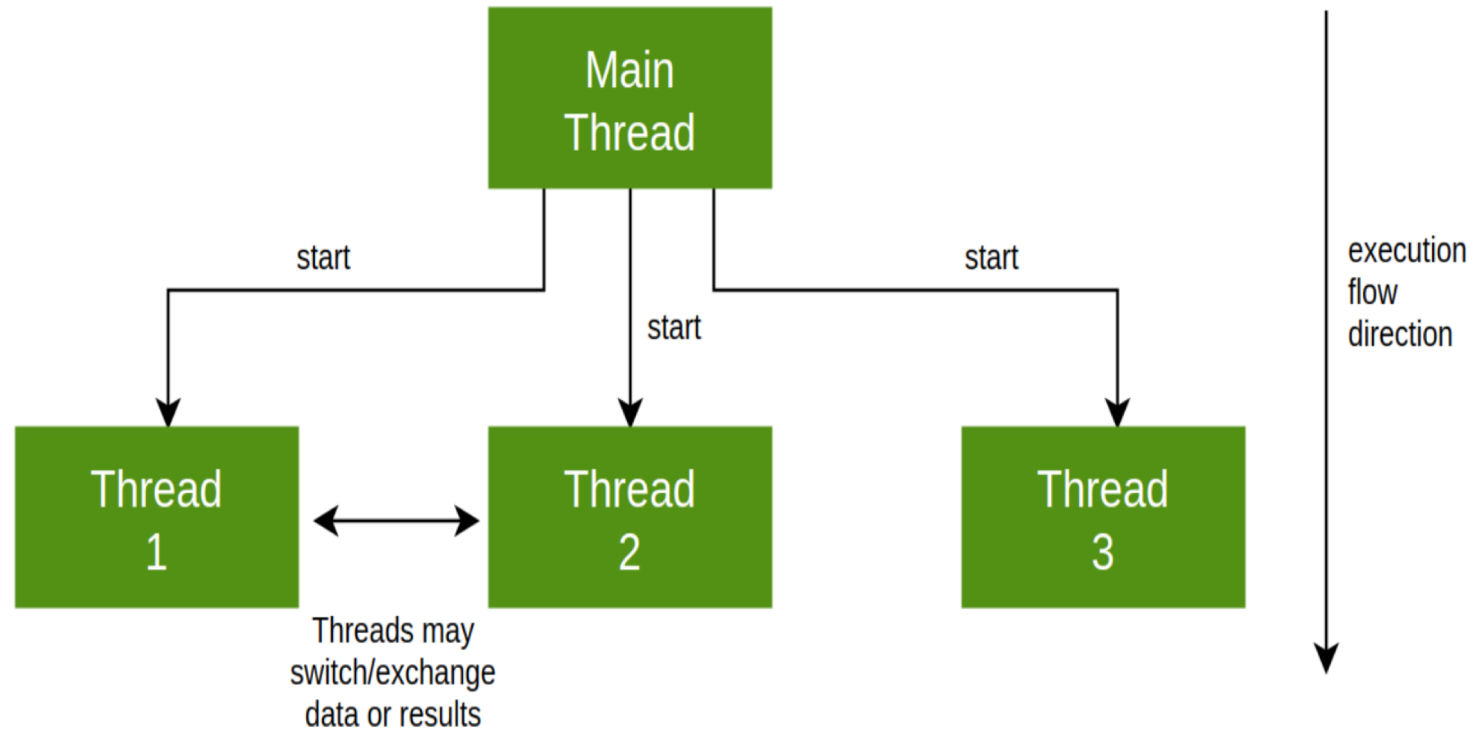 Main
Thread
start
start
start
execution
flow
direction
Thread
1
Thread
2
Thread
3
Threads may
switch/exchange
data or results